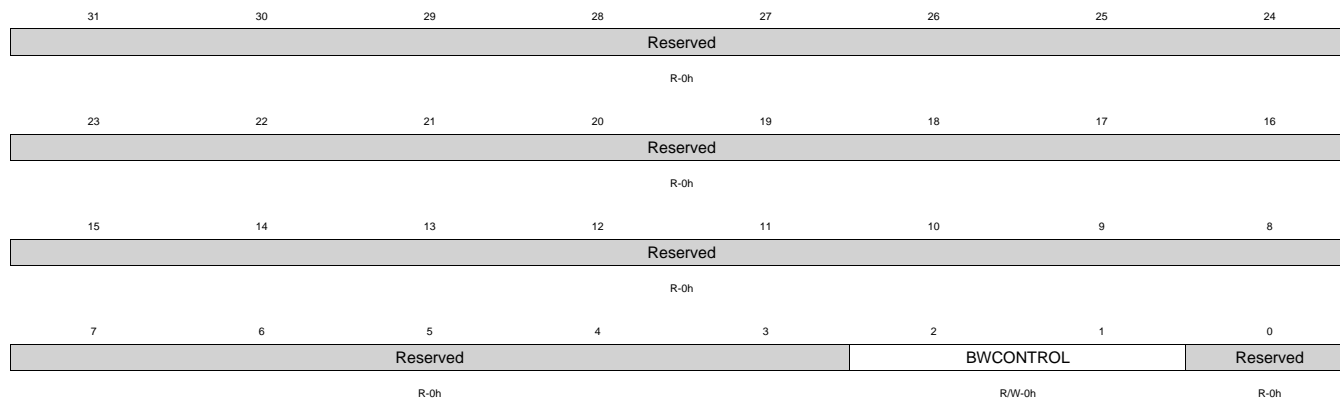 31 30 29 28 27 26 25 24
Reserved
R-0h
23 22 21 20 19 18 17 16
Reserved
R-0h
15 14 13 12 11 10 9 8
Reserved
R-0h
7 6 5 4 3 2 1 0
Reserved BWCONTROL Reserved
R-0h R/W-0h R-0h